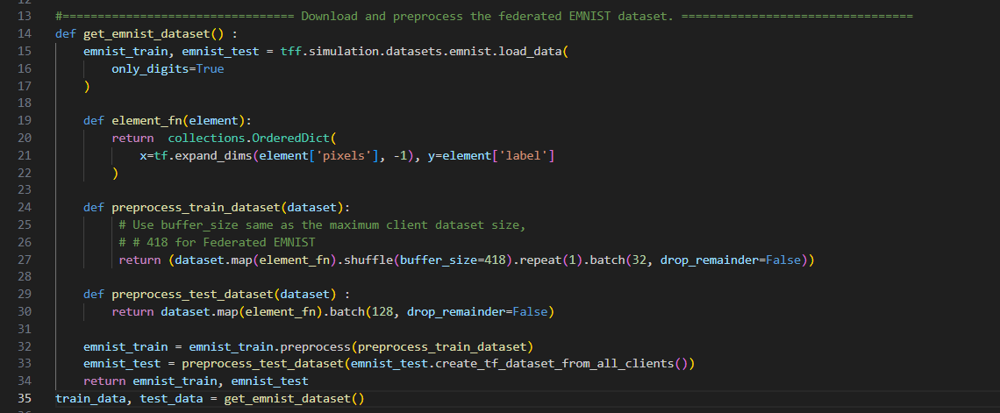 13 #================================= Download and preprocess the federated EMNIST dataset. =================================
14 def get_emnist_dataset() :
15     emnist_train, emnist_test = tff.simulation.datasets.emnist.load_data(
16         only_digits=True
17     )
18
19     def element_fn(element):
20         return  collections.OrderedDict(
21             x=tf.expand_dims(element['pixels'], -1), y=element['label']
22         )
23
24     def preprocess_train_dataset(dataset):
25          # Use buffer_size same as the maximum client dataset size,
26          # # 418 for Federated EMNIST
27          return (dataset.map(element_fn).shuffle(buffer_size=418).repeat(1).batch(32, drop_remainder=False))
28
29     def preprocess_test_dataset(dataset) :
30         return dataset.map(element_fn).batch(128, drop_remainder=False)
31
32     emnist_train = emnist_train.preprocess(preprocess_train_dataset)
33     emnist_test = preprocess_test_dataset(emnist_test.create_tf_dataset_from_all_clients())
34     return emnist_train, emnist_test
35 train_data, test_data = get_emnist_dataset()